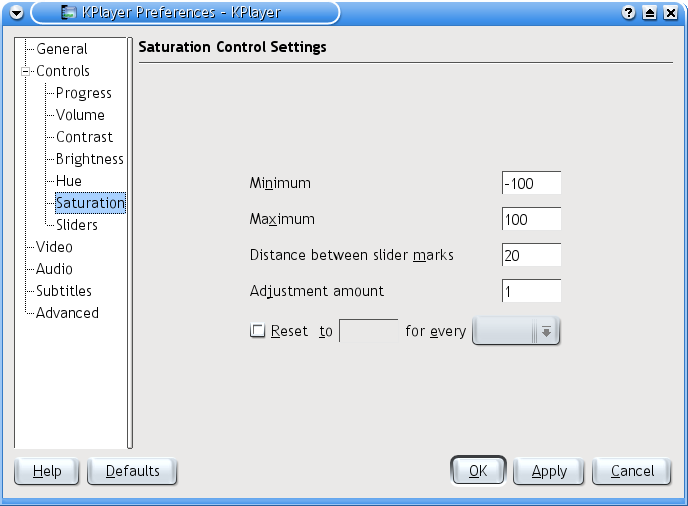 KPlayer Preferences - KPlayer
General
Controls
Progress
Volume
Contrast
Brightness
Hue
Saturation
Sliders
Video
Audio
Subtitles
Advanced
Saturation Control Settings
Minimum -100
Maximum 100
Distance between slider marks 20
Adjustment amount 1
Reset to for every
Help Defaults OK Apply Cancel